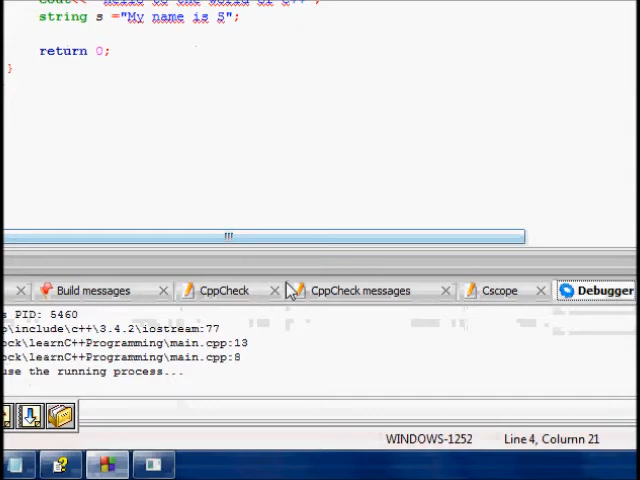 string s ="My name is S";
return 0;
}
Build messages CppCheck CppCheck messages Cscope Debugger
s PID: 5460
\include\c++\3.4.2\iostream:77
ock\learnC++Programming\main.cpp:13
ock\learnC++Programming\main.cpp:8
use the running process...
WINDOWS-1252 Line 4, Column 21